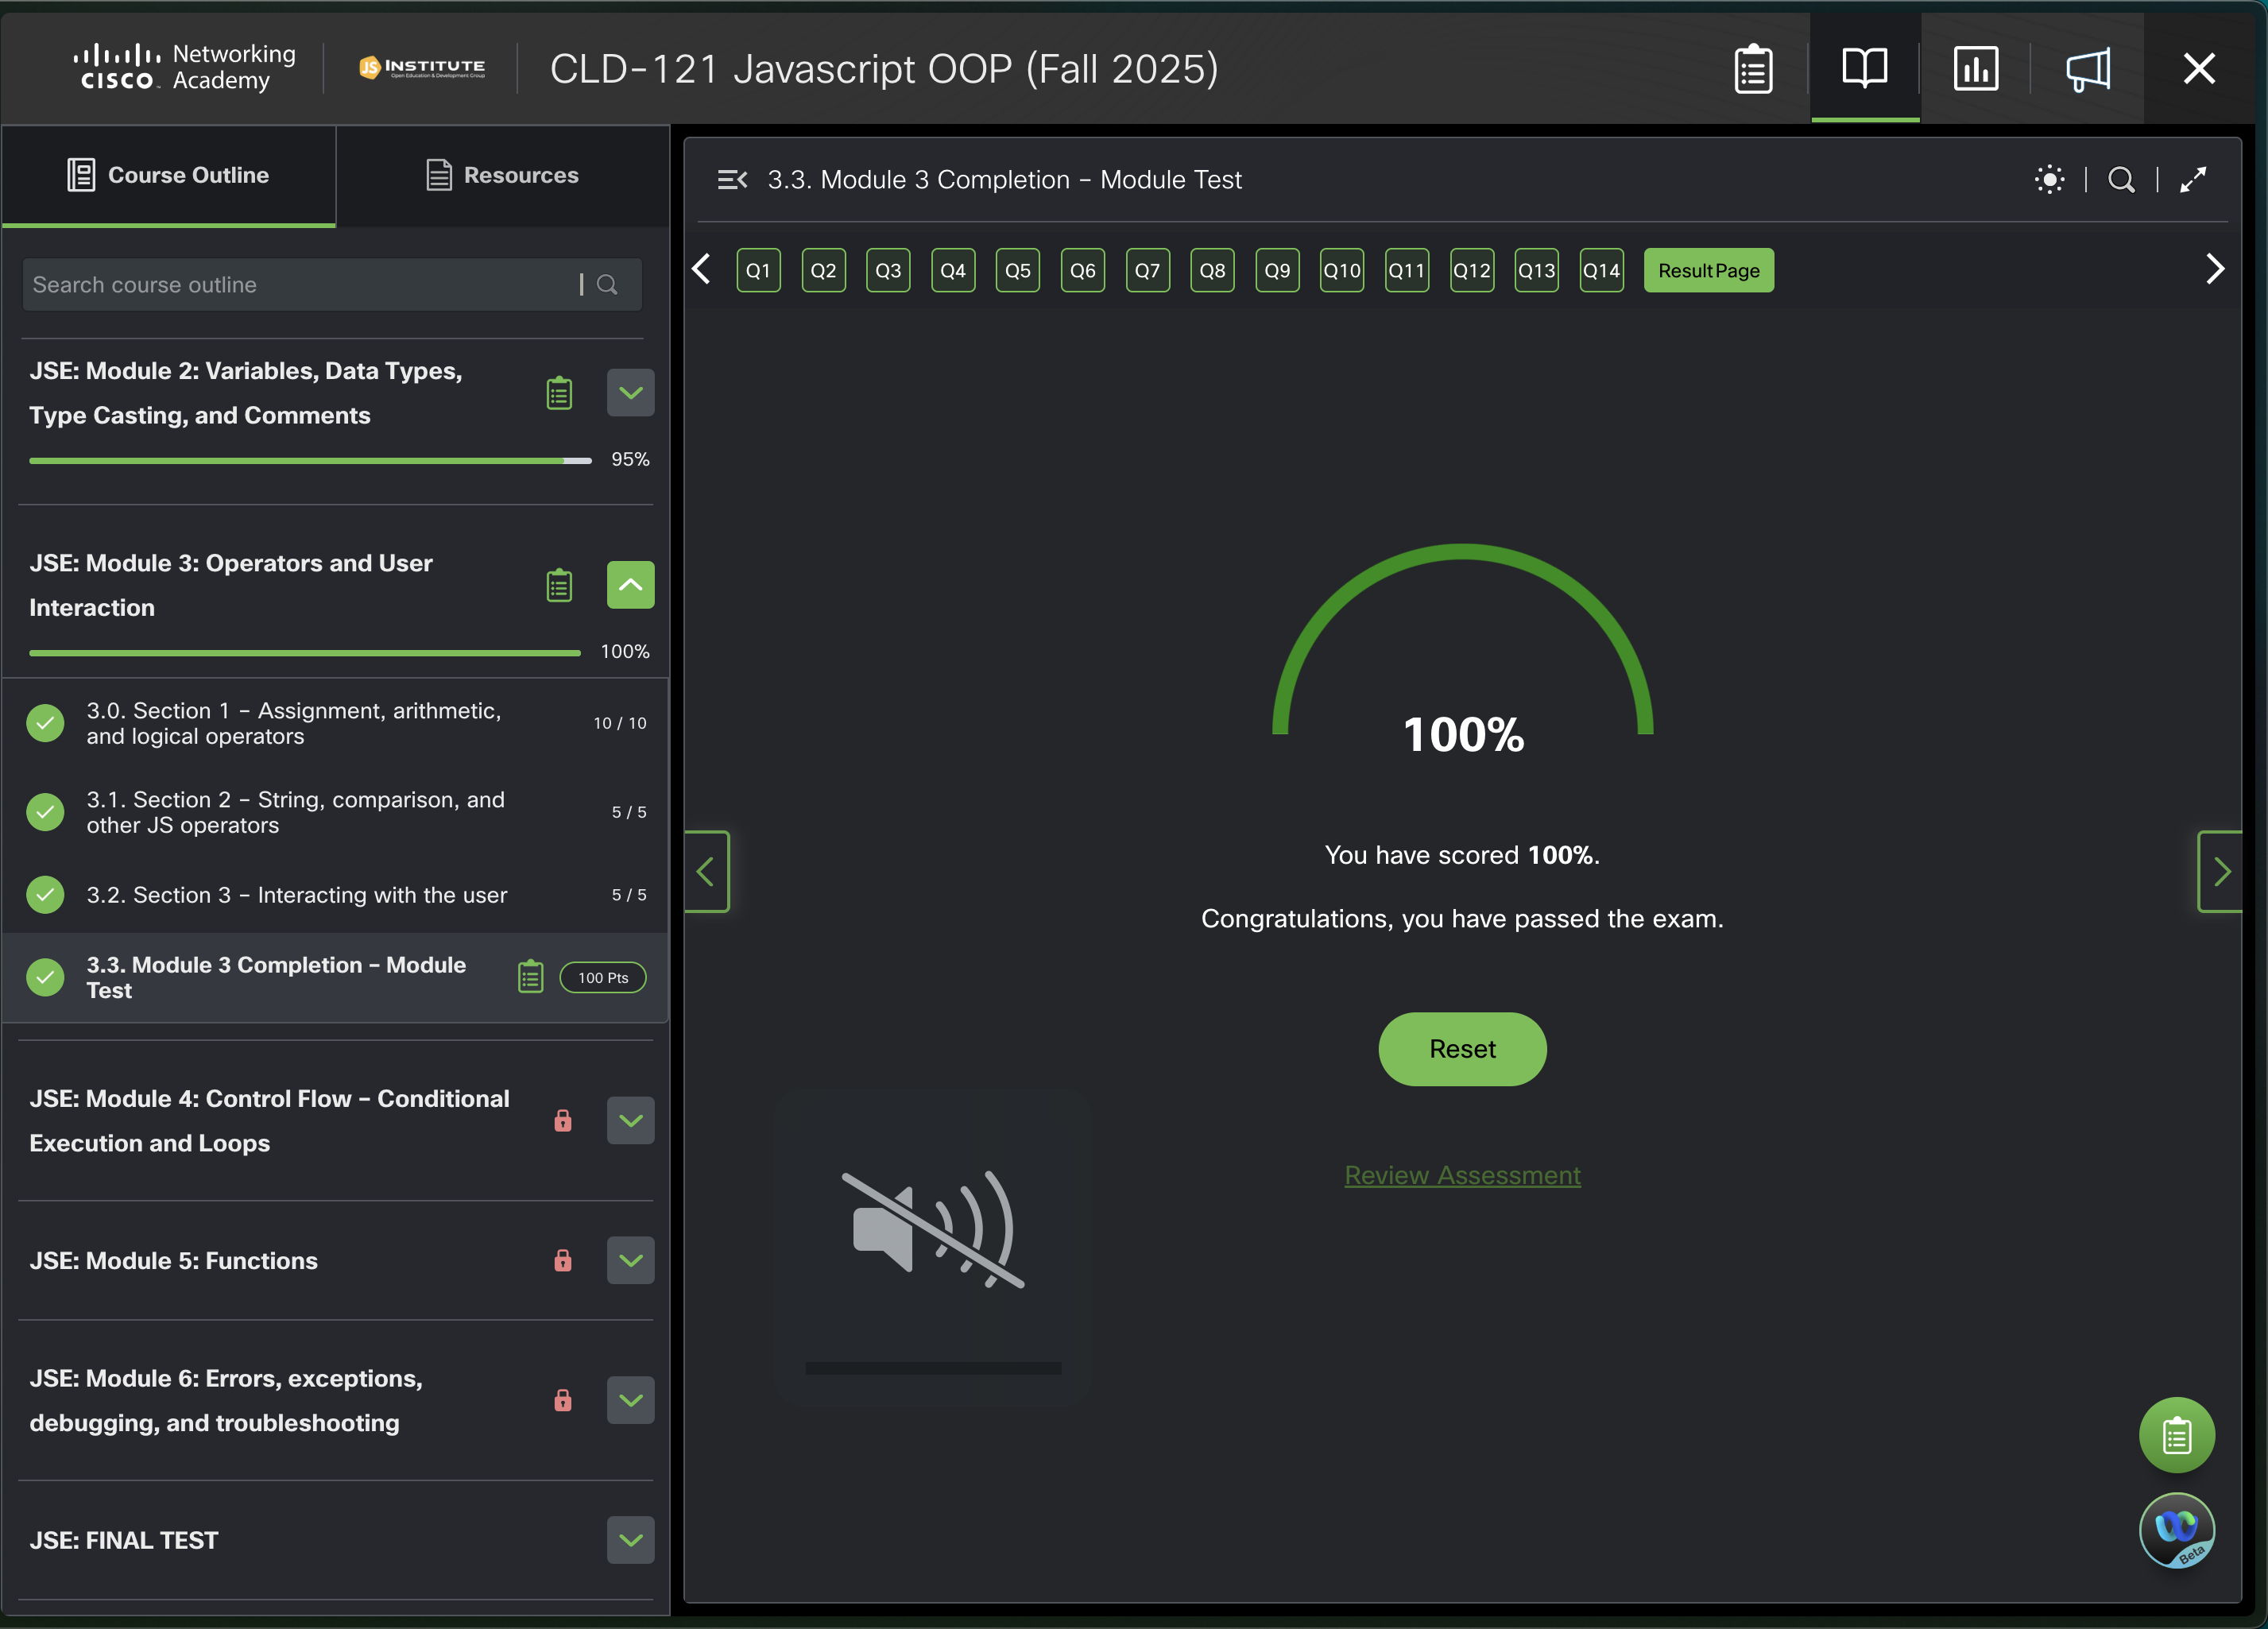 Networking
CISCO Academy
JS INSTITUTE
Open Education & Development Group
CLD-121 Javascript OOP (Fall 2025)
Course Outline
Resources
Search course outline
JSE: Module 2: Variables, Data Types,
Type Casting, and Comments
95%
JSE: Module 3: Operators and User
Interaction
100%
3.0. Section 1 – Assignment, arithmetic,
and logical operators
10 / 10
3.1. Section 2 – String, comparison, and
other JS operators
5 / 5
3.2. Section 3 – Interacting with the user
5 / 5
3.3. Module 3 Completion – Module
Test
100 Pts
JSE: Module 4: Control Flow – Conditional
Execution and Loops
JSE: Module 5: Functions
JSE: Module 6: Errors, exceptions,
debugging, and troubleshooting
JSE: FINAL TEST
3.3. Module 3 Completion – Module Test
Q1 Q2 Q3 Q4 Q5 Q6 Q7 Q8 Q9 Q10 Q11 Q12 Q13 Q14 Result Page
100%
You have scored 100%.
Congratulations, you have passed the exam.
Reset
Review Assessment
Beta